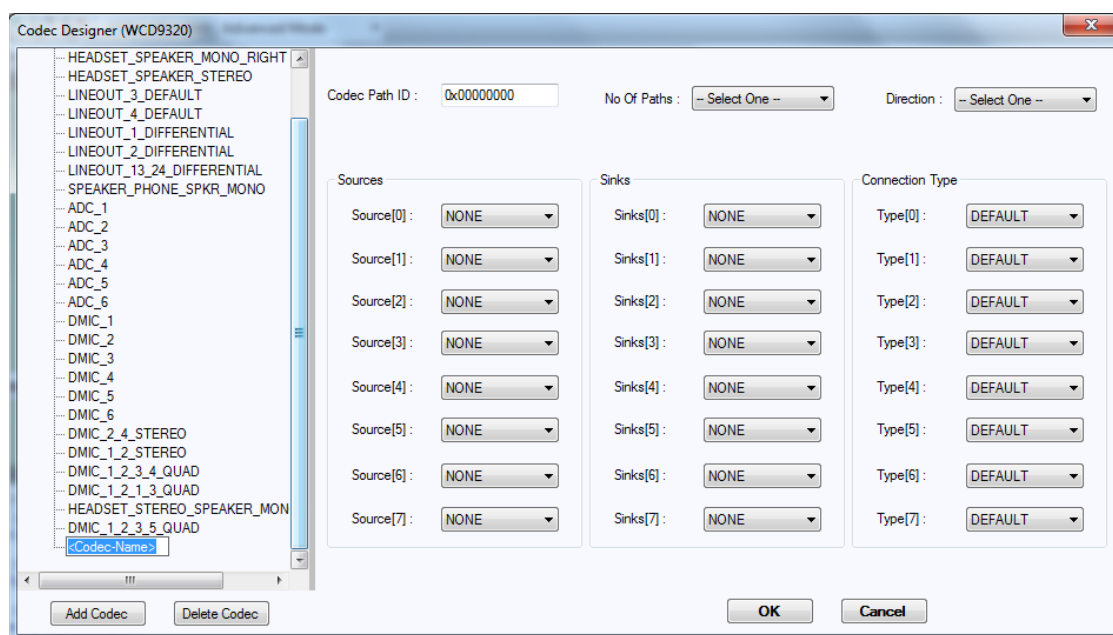 Codec Designer (WCD9320)
HEADSET_SPEAKER_MONO_RIGHT
HEADSET_SPEAKER_STEREO
LINEOUT_3_DEFAULT
LINEOUT_4_DEFAULT
LINEOUT_1_DIFFERENTIAL
LINEOUT_2_DIFFERENTIAL
LINEOUT_13_24_DIFFERENTIAL
SPEAKER_PHONE_SPKR_MONO
ADC_1
ADC_2
ADC_3
ADC_4
ADC_5
ADC_6
DMIC_1
DMIC_2
DMIC_3
DMIC_4
DMIC_5
DMIC_6
DMIC_2_4_STEREO
DMIC_1_2_STEREO
DMIC_1_2_3_4_QUAD
DMIC_1_2_1_3_QUAD
HEADSET_STEREO_SPEAKER_MON
DMIC_1_2_3_5_QUAD
<Codec-Name>
Add Codec Delete Codec
Codec Path ID : 0x00000000 No Of Paths : -- Select One -- Direction : -- Select One --
Sources Sinks Connection Type
Source[0] : NONE Sinks[0] : NONE Type[0] : DEFAULT
Source[1] : NONE Sinks[1] : NONE Type[1] : DEFAULT
Source[2] : NONE Sinks[2] : NONE Type[2] : DEFAULT
Source[3] : NONE Sinks[3] : NONE Type[3] : DEFAULT
Source[4] : NONE Sinks[4] : NONE Type[4] : DEFAULT
Source[5] : NONE Sinks[5] : NONE Type[5] : DEFAULT
Source[6] : NONE Sinks[6] : NONE Type[6] : DEFAULT
Source[7] : NONE Sinks[7] : NONE Type[7] : DEFAULT
OK Cancel